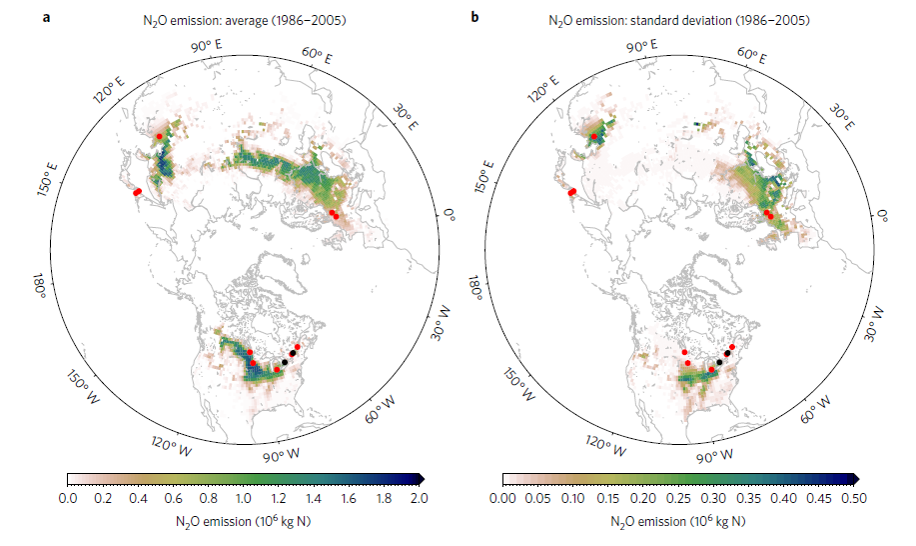 a
N₂O emission: average (1986–2005)
90° E
60° E
120° E
30° E
150° E
0°
180°
30° W
150° W
60° W
120° W
90° W
0.0 0.2 0.4 0.6 0.8 1.0 1.2 1.4 1.6 1.8 2.0
N₂O emission (10⁶ kg N)
b
N₂O emission: standard deviation (1986–2005)
90° E
60° E
120° E
30° E
150° E
0°
180°
30° W
150° W
60° W
120° W
90° W
0.00 0.05 0.10 0.15 0.20 0.25 0.30 0.35 0.40 0.45 0.50
N₂O emission (10⁶ kg N)